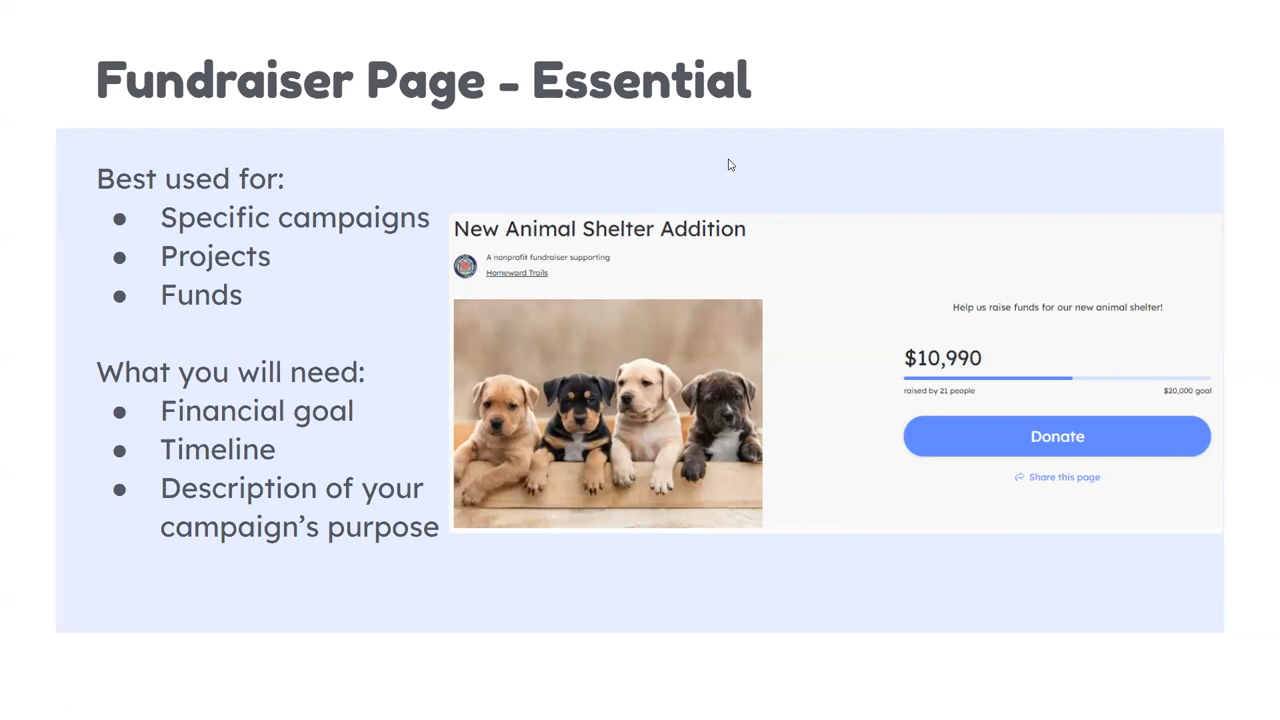 Fundraiser Page - Essential
Best used for:
● Specific campaigns
● Projects
● Funds
What you will need:
● Financial goal
● Timeline
● Description of your
campaign's purpose
New Animal Shelter Addition
A nonprofit fundraiser supporting
Homeward Trails
Help us raise funds for our new animal shelter!
$10,990
raised by 21 people
$20,000 goal
Donate
Share this page